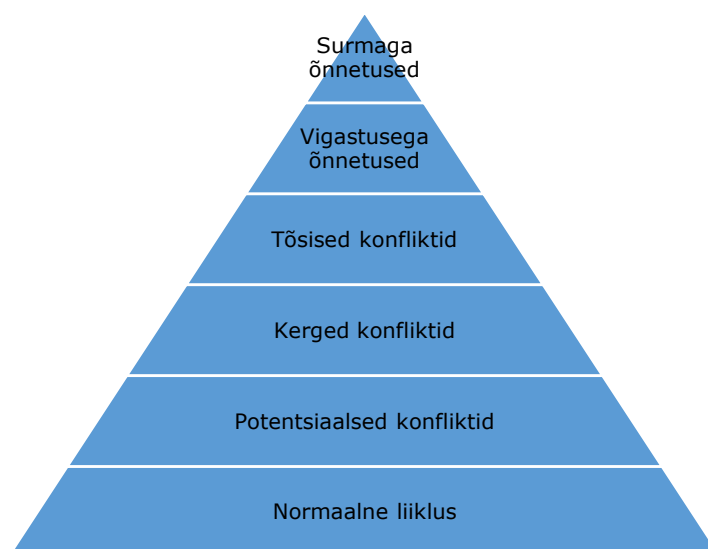 Surmaga
õnnetused
Vigastusega
õnnetused
Tõsised konfliktid
Kerged konfliktid
Potentsiaalsed konfliktid
Normaalne liiklus